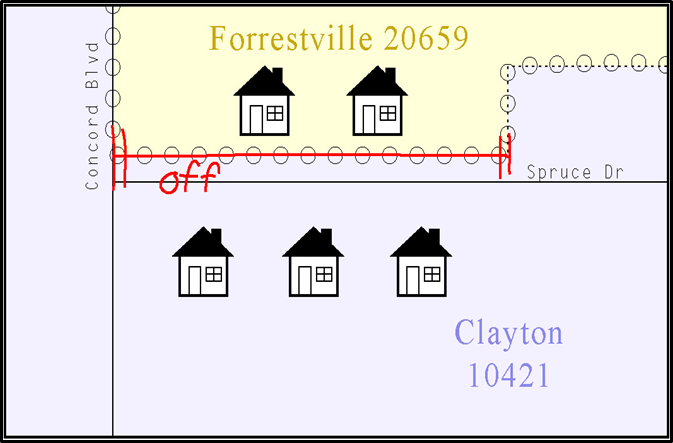 Forrestville 20659
Concord Blvd
off
Spruce Dr
Clayton
10421